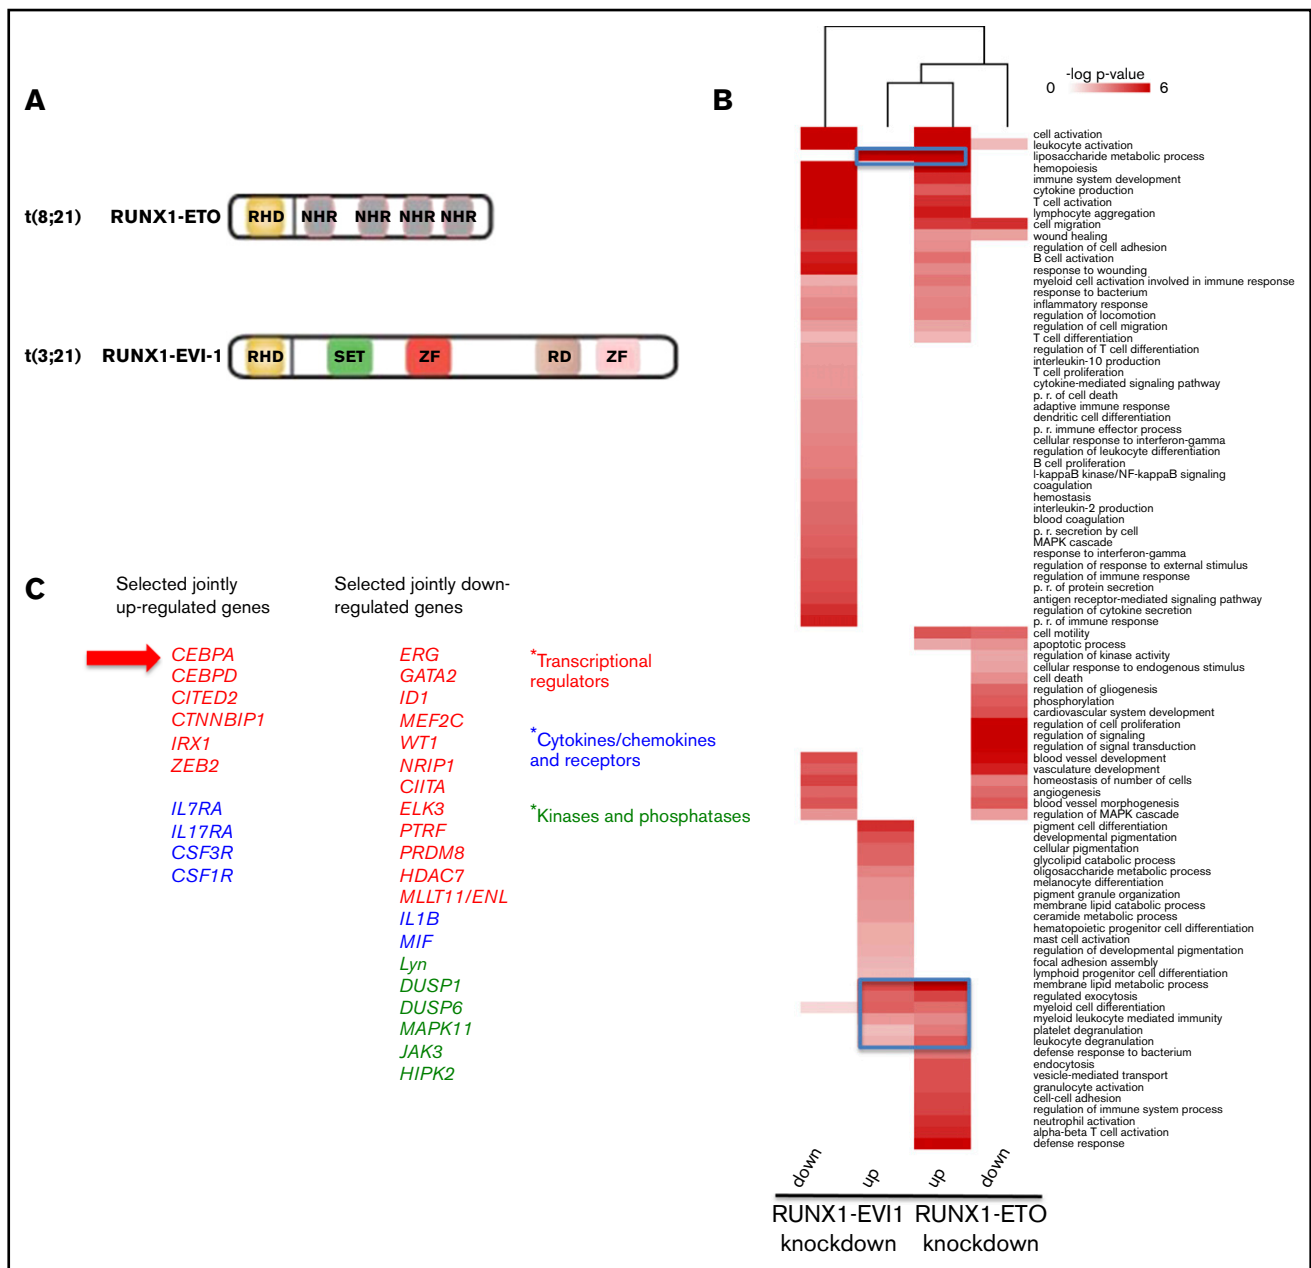 A
t(8;21) RUNX1-ETO RHD NHR NHR NHR NHR
t(3;21) RUNX1-EVI-1 RHD SET ZF RD ZF
B
-log p-value
0 6
cell activation
leukocyte activation
liposaccharide metabolic process
hemopoiesis
immune system development
cytokine production
T cell activation
lymphocyte aggregation
cell migration
wound healing
regulation of cell adhesion
B cell activation
response to wounding
myeloid cell activation involved in immune response
response to bacterium
inflammatory response
regulation of locomotion
regulation of cell migration
T cell differentiation
regulation of T cell differentiation
interleukin-10 production
T cell proliferation
cytokine-mediated signaling pathway
p. r. of cell death
adaptive immune response
dendritic cell differentiation
p. r. immune effector process
cellular response to interferon-gamma
regulation of leukocyte differentiation
B cell proliferation
I-kappaB kinase/NF-kappaB signaling
coagulation
hemostasis
interleukin-2 production
blood coagulation
p. r. secretion by cell
MAPK cascade
response to interferon-gamma
regulation of response to external stimulus
regulation of immune response
p. r. of protein secretion
antigen receptor-mediated signaling pathway
regulation of cytokine secretion
p. r. of immune response
cell motility
apoptotic process
regulation of kinase activity
cellular response to endogenous stimulus
cell death
regulation of gliogenesis
phosphorylation
cardiovascular system development
regulation of cell proliferation
regulation of signaling
regulation of signal transduction
blood vessel development
vasculature development
homeostasis of number of cells
angiogenesis
blood vessel morphogenesis
regulation of MAPK cascade
pigment cell differentiation
developmental pigmentation
cellular pigmentation
glycolipid catabolic process
oligosaccharide metabolic process
melanocyte differentiation
pigment granule organization
membrane lipid catabolic process
ceramide metabolic process
hematopoietic progenitor cell differentiation
mast cell activation
regulation of developmental pigmentation
focal adhesion assembly
lymphoid progenitor cell differentiation
membrane lipid metabolic process
regulated exocytosis
myeloid cell differentiation
myeloid leukocyte mediated immunity
platelet degranulation
leukocyte degranulation
defense response to bacterium
endocytosis
vesicle-mediated transport
granulocyte activation
cell-cell adhesion
regulation of immune system process
neutrophil activation
alpha-beta T cell activation
defense response
down up up down
RUNX1-EVI1 RUNX1-ETO
knockdown knockdown
C
Selected jointly
up-regulated genes
CEBPA
CEBPD
CITED2
CTNNBIP1
IRX1
ZEB2
IL7RA
IL17RA
CSF3R
CSF1R
Selected jointly down-
regulated genes
ERG
GATA2
ID1
MEF2C
WT1
NRIP1
CIITA
ELK3
PTRF
PRDM8
HDAC7
MLLT11/ENL
IL1B
MIF
Lyn
DUSP1
DUSP6
MAPK11
JAK3
HIPK2
*Transcriptional
regulators
*Cytokines/chemokines
and receptors
*Kinases and phosphatases